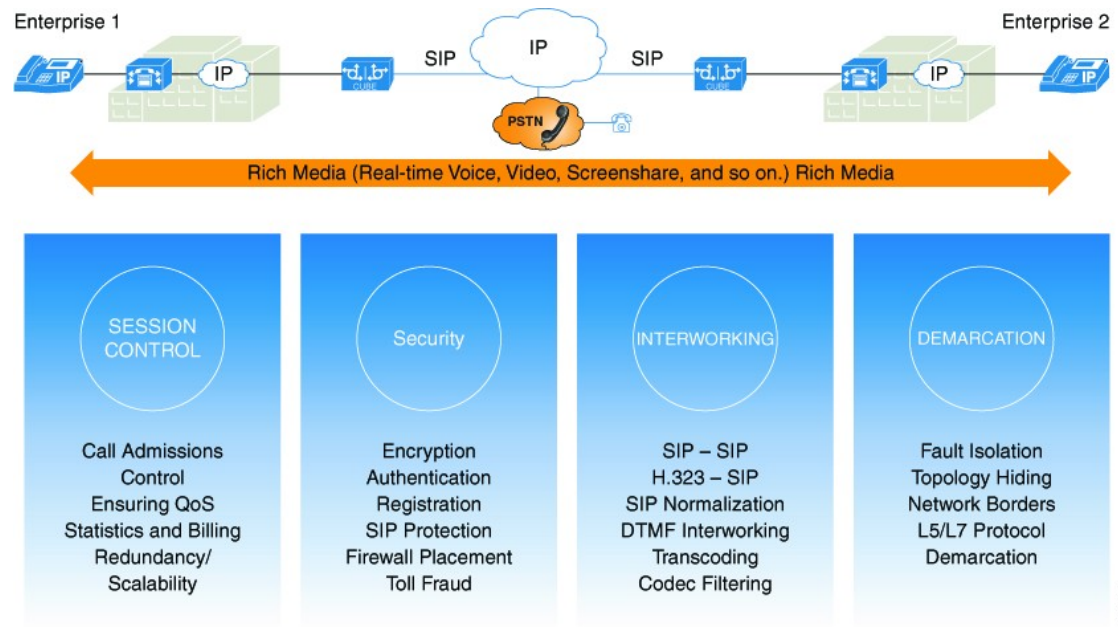 Enterprise 1
Enterprise 2
IP
IP
SIP
IP
SIP
IP
IP
CUBE
CUBE
PSTN
Rich Media (Real-time Voice, Video, Screenshare, and so on.) Rich Media
SESSION
CONTROL
Call Admissions
Control
Ensuring QoS
Statistics and Billing
Redundancy/
Scalability
Security
Encryption
Authentication
Registration
SIP Protection
Firewall Placement
Toll Fraud
INTERWORKING
SIP – SIP
H.323 – SIP
SIP Normalization
DTMF Interworking
Transcoding
Codec Filtering
DEMARCATION
Fault Isolation
Topology Hiding
Network Borders
L5/L7 Protocol
Demarcation